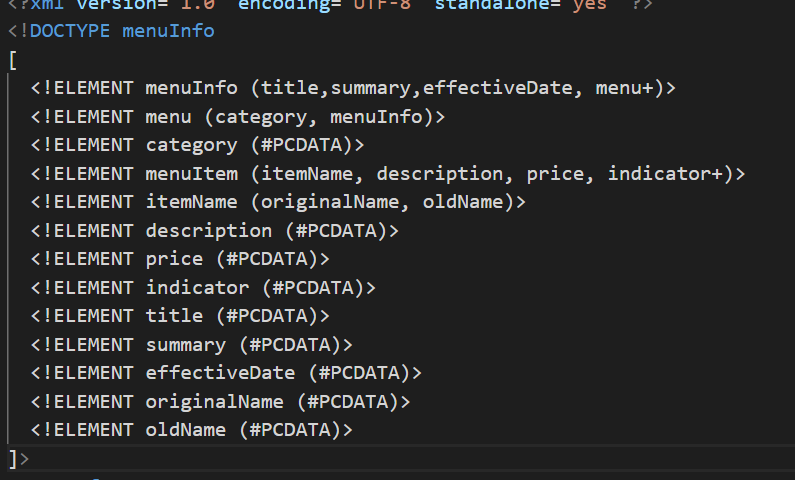 <?xml version="1.0" encoding="UTF-8" standalone="yes" ?>
<!DOCTYPE menuInfo
[
<!ELEMENT menuInfo (title,summary,effectiveDate, menu+)>
<!ELEMENT menu (category, menuInfo)>
<!ELEMENT category (#PCDATA)>
<!ELEMENT menuItem (itemName, description, price, indicator+)>
<!ELEMENT itemName (originalName, oldName)>
<!ELEMENT description (#PCDATA)>
<!ELEMENT price (#PCDATA)>
<!ELEMENT indicator (#PCDATA)>
<!ELEMENT title (#PCDATA)>
<!ELEMENT summary (#PCDATA)>
<!ELEMENT effectiveDate (#PCDATA)>
<!ELEMENT originalName (#PCDATA)>
<!ELEMENT oldName (#PCDATA)>
]>